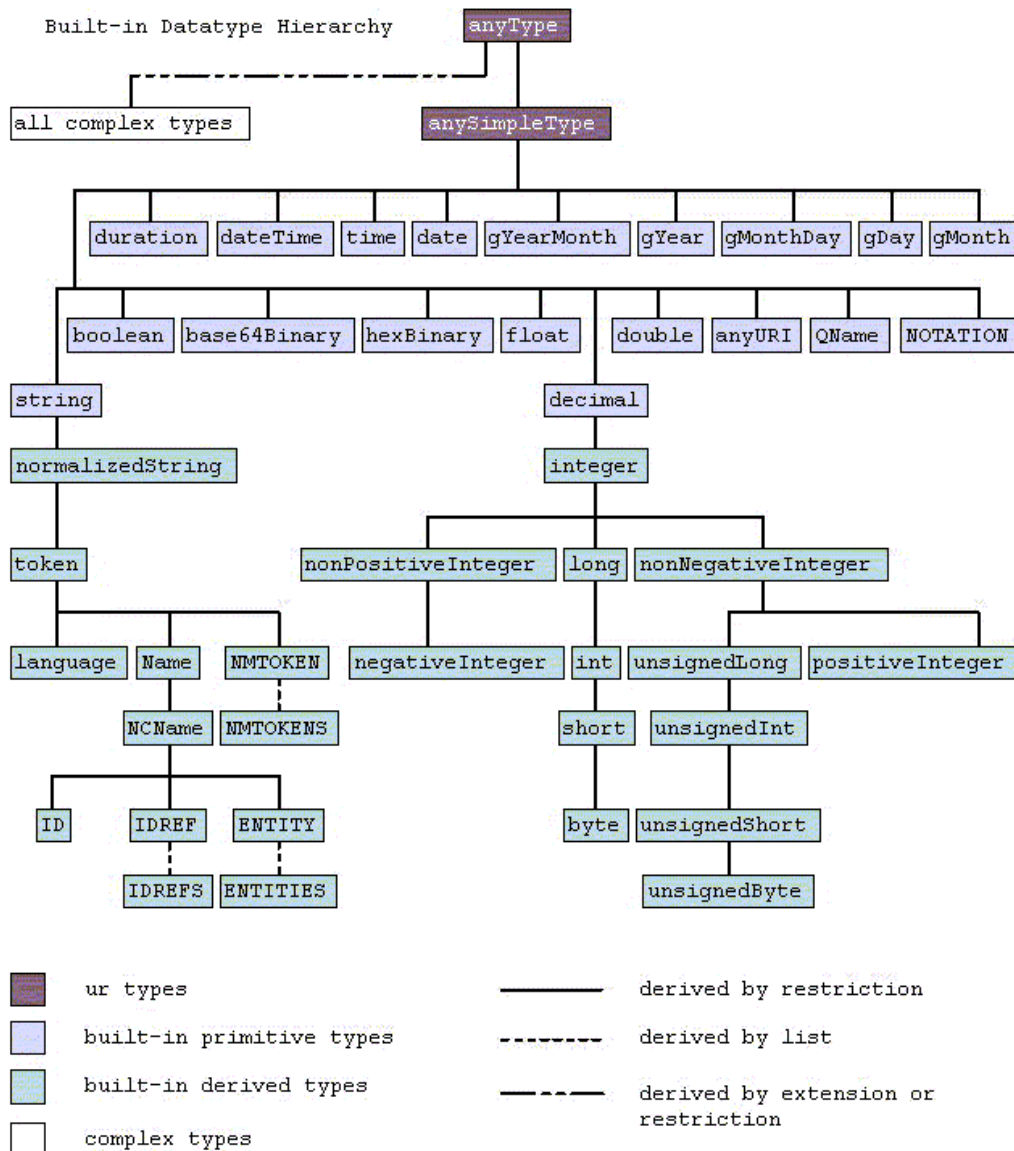 Built-in Datatype Hierarchy
anyType
all complex types
anySimpleType
duration
dateTime
time
date
gYearMonth
gYear
gMonthDay
gDay
gMonth
boolean
base64Binary
hexBinary
float
double
anyURI
QName
NOTATION
string
decimal
normalizedString
integer
token
nonPositiveInteger
long
nonNegativeInteger
language
Name
NMTOKEN
negativeInteger
int
unsignedLong
positiveInteger
NCName
NMTOKENS
short
unsignedInt
ID
IDREF
ENTITY
byte
unsignedShort
IDREFS
ENTITIES
unsignedByte
ur types
derived by restriction
built-in primitive types
derived by list
built-in derived types
derived by extension or
restriction
complex types